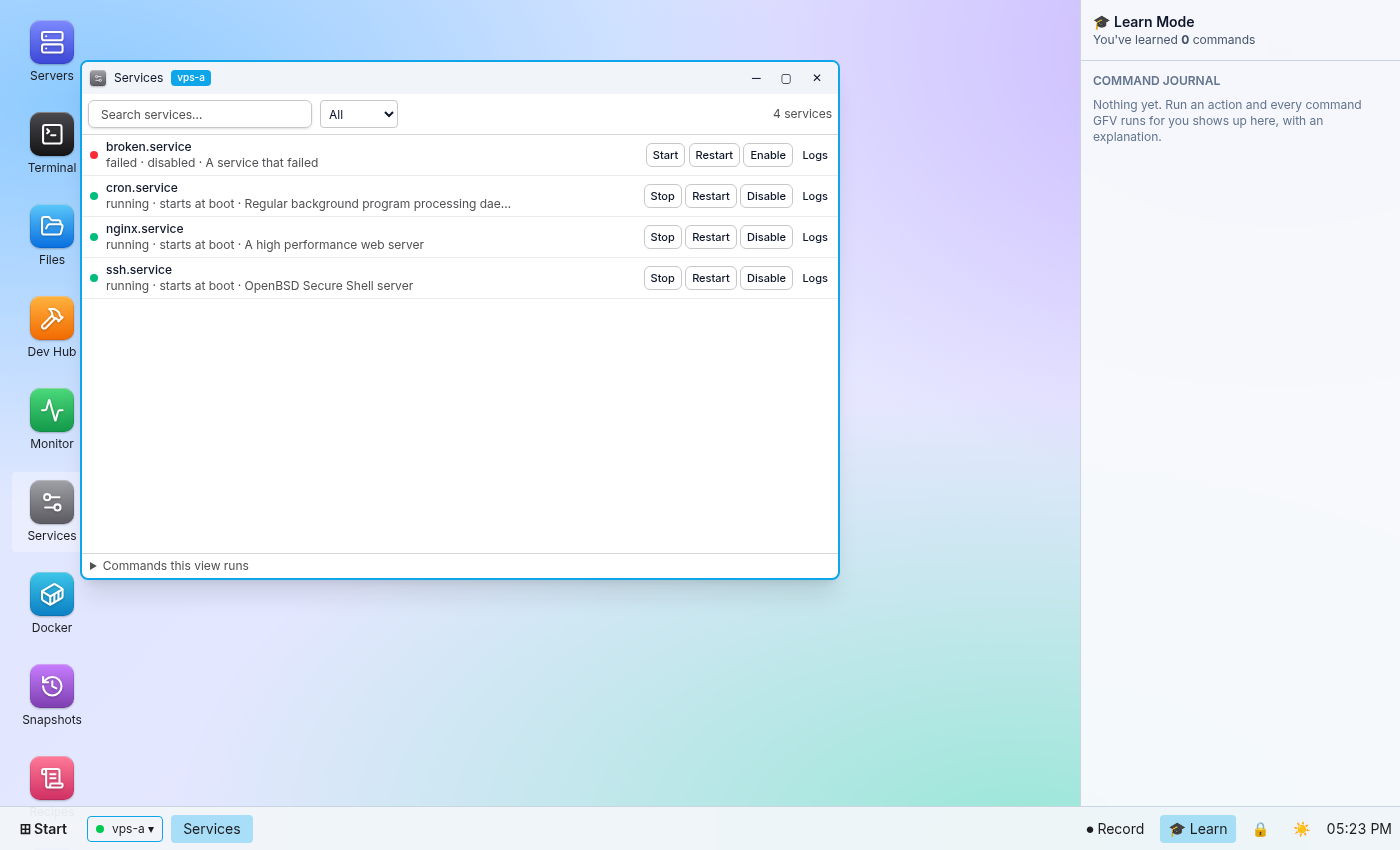 Servers
Terminal
Files
Dev Hub
Monitor
Services
Docker
Snapshots
Services vps-a
Search services...
All
4 services
broken.service
failed · disabled · A service that failed
Start Restart Enable Logs
cron.service
running · starts at boot · Regular background program processing dae...
Stop Restart Disable Logs
nginx.service
running · starts at boot · A high performance web server
Stop Restart Disable Logs
ssh.service
running · starts at boot · OpenBSD Secure Shell server
Stop Restart Disable Logs
Commands this view runs
Learn Mode
You've learned 0 commands
COMMAND JOURNAL
Nothing yet. Run an action and every command
GFV runs for you shows up here, with an
explanation.
Start
vps-a
Services
Record
Learn
05:23 PM